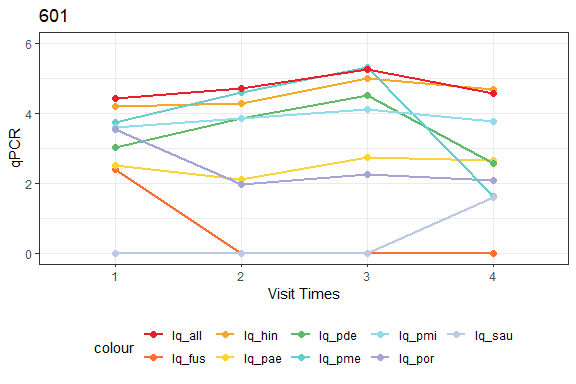 601
6
4
2
0
qPCR
1 2 3 4
Visit Times
colour
lq_all lq_hin lq_pde lq_pmi lq_sau
lq_fus lq_pae lq_pme lq_por